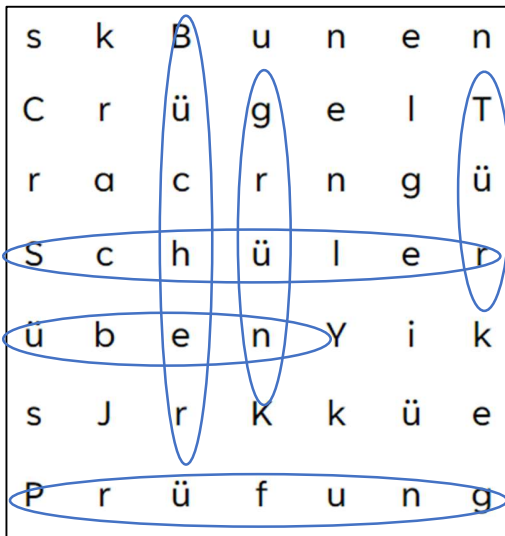 s k B u n e n
C r ü g e l T
r a c r n g ü
S c h ü l e r
ü b e n Y i k
s J r K k ü e
P r ü f u n g